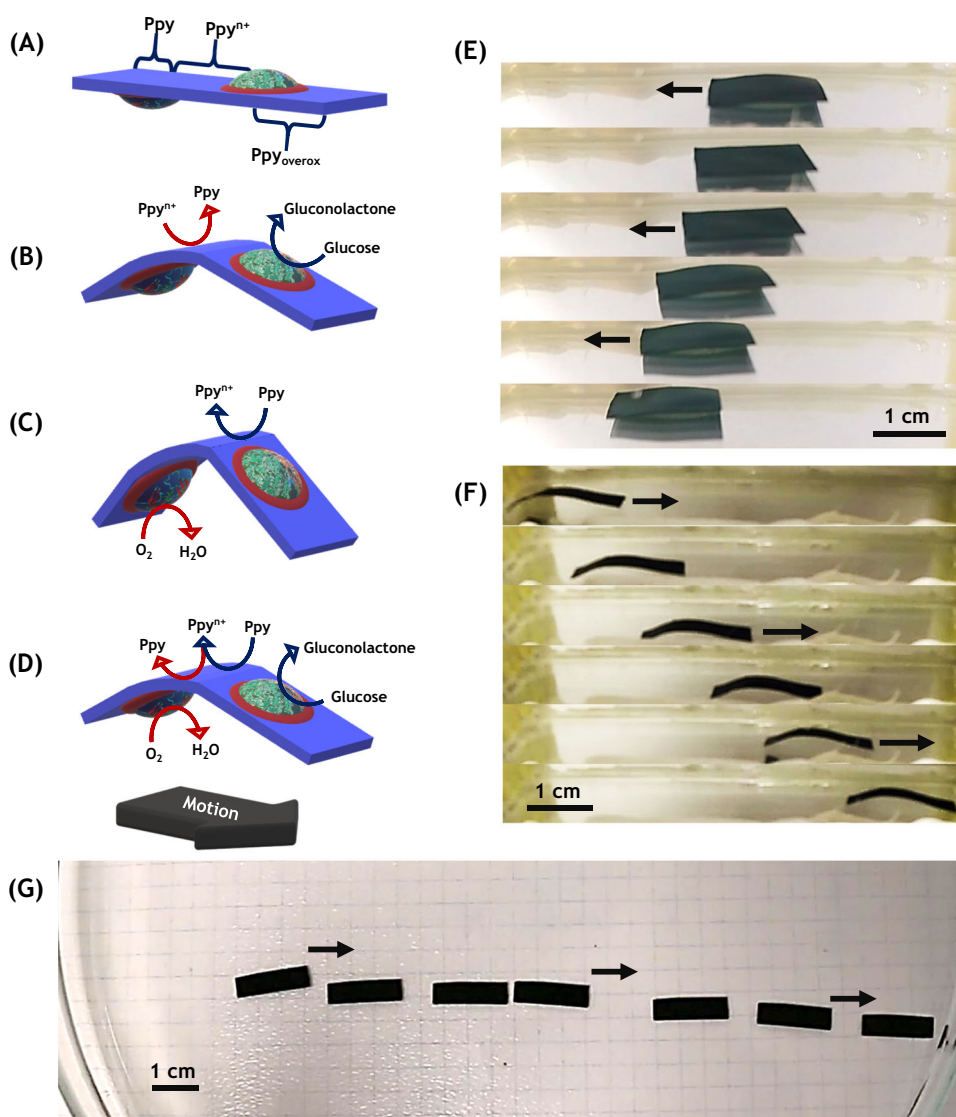 (A)
Ppy
Ppyⁿ⁺
Ppy_overox
(B)
Ppyⁿ⁺
Ppy
Gluconolactone
Glucose
(C)
Ppyⁿ⁺
Ppy
O₂
H₂O
(D)
Ppy
Ppyⁿ⁺
Ppy
Gluconolactone
Glucose
O₂
H₂O
Motion
(E)
1 cm
(F)
1 cm
(G)
1 cm